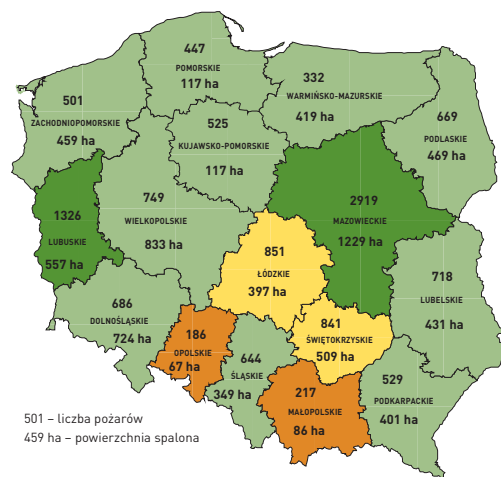 447
POMORSKIE
117 ha
332
WARMIŃSKO-MAZURSKIE
419 ha
501
ZACHODNIOPOMORSKIE
459 ha
525
KUJAWSKO-POMORSKIE
117 ha
669
PODLASKIE
469 ha
1326
LUBUSKIE
557 ha
749
WIELKOPOLSKIE
833 ha
2919
MAZOWIECKIE
1229 ha
851
ŁÓDZKIE
397 ha
718
LUBELSKIE
431 ha
686
DOLNOŚLĄSKIE
724 ha
186
OPOLSKIE
67 ha
644
ŚLĄSKIE
349 ha
841
ŚWIĘTOKRZYSKIE
509 ha
217
MAŁOPOLSKIE
86 ha
529
PODKARPACKIE
401 ha
501 – liczba pożarów
459 ha – powierzchnia spalona